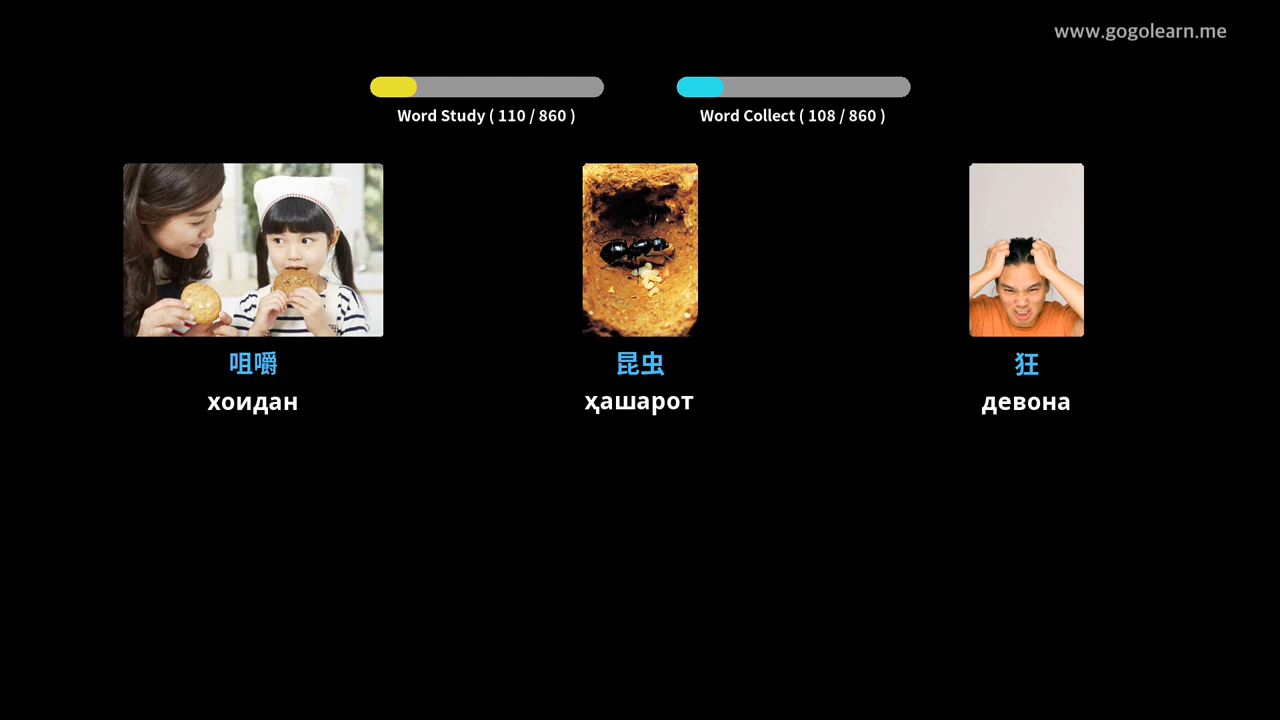 www.gogolearn.me
Word Study ( 110 / 860 )
Word Collect ( 108 / 860 )
咀嚼
хоидан
昆虫
ҳашарот
狂
девона